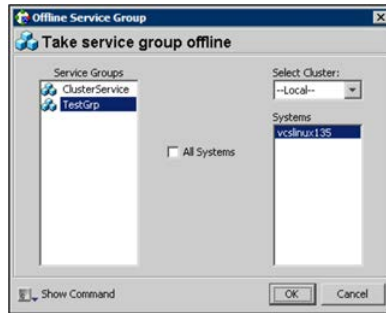 Offline Service Group
Take service group offline
Service Groups
ClusterService
TestGrp
All Systems
Select Cluster:
--Local--
Systems
vcslinux135
Show Command
OK
Cancel